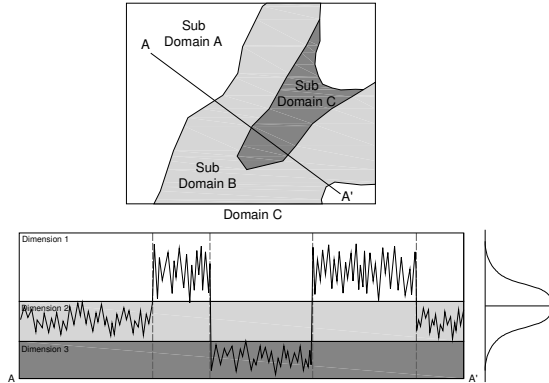 Sub
Domain A
A
Sub
Domain C
Sub
Domain B
A'
Domain C
Dimension 1
Dimension 2
Dimension 3
A
A'